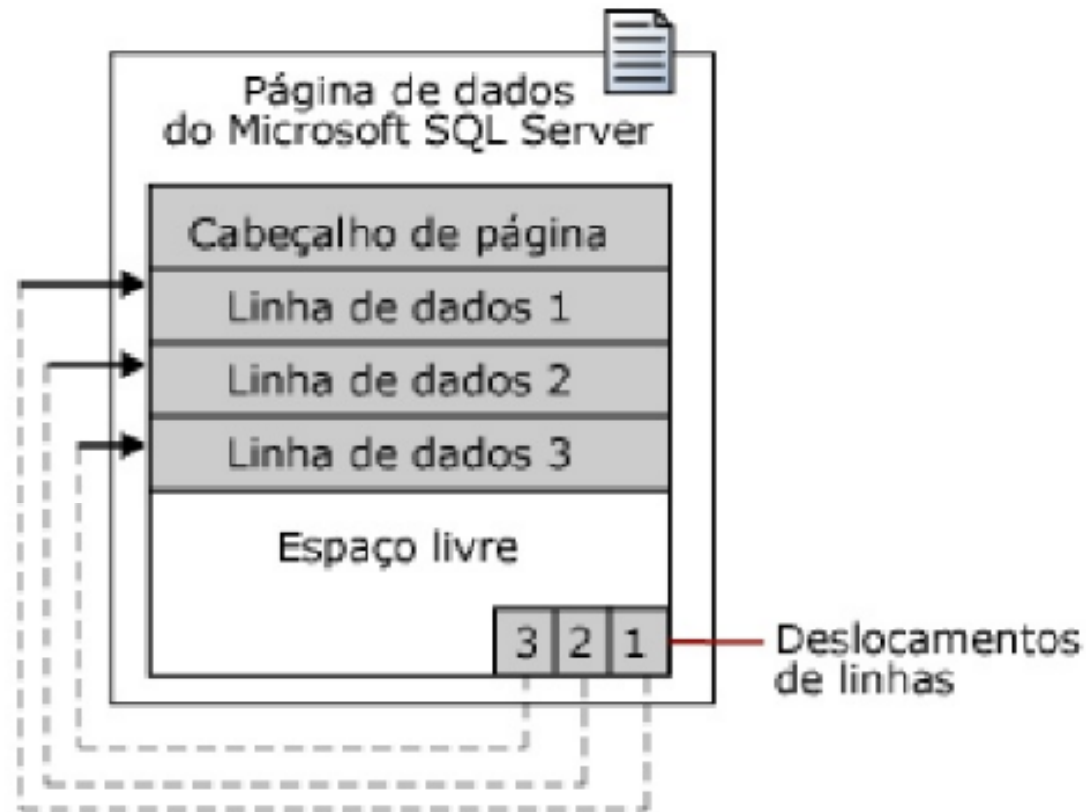 Página de dados
do Microsoft SQL Server
Cabeçalho de página
Linha de dados 1
Linha de dados 2
Linha de dados 3
Espaço livre
3 2 1
Deslocamentos
de linhas